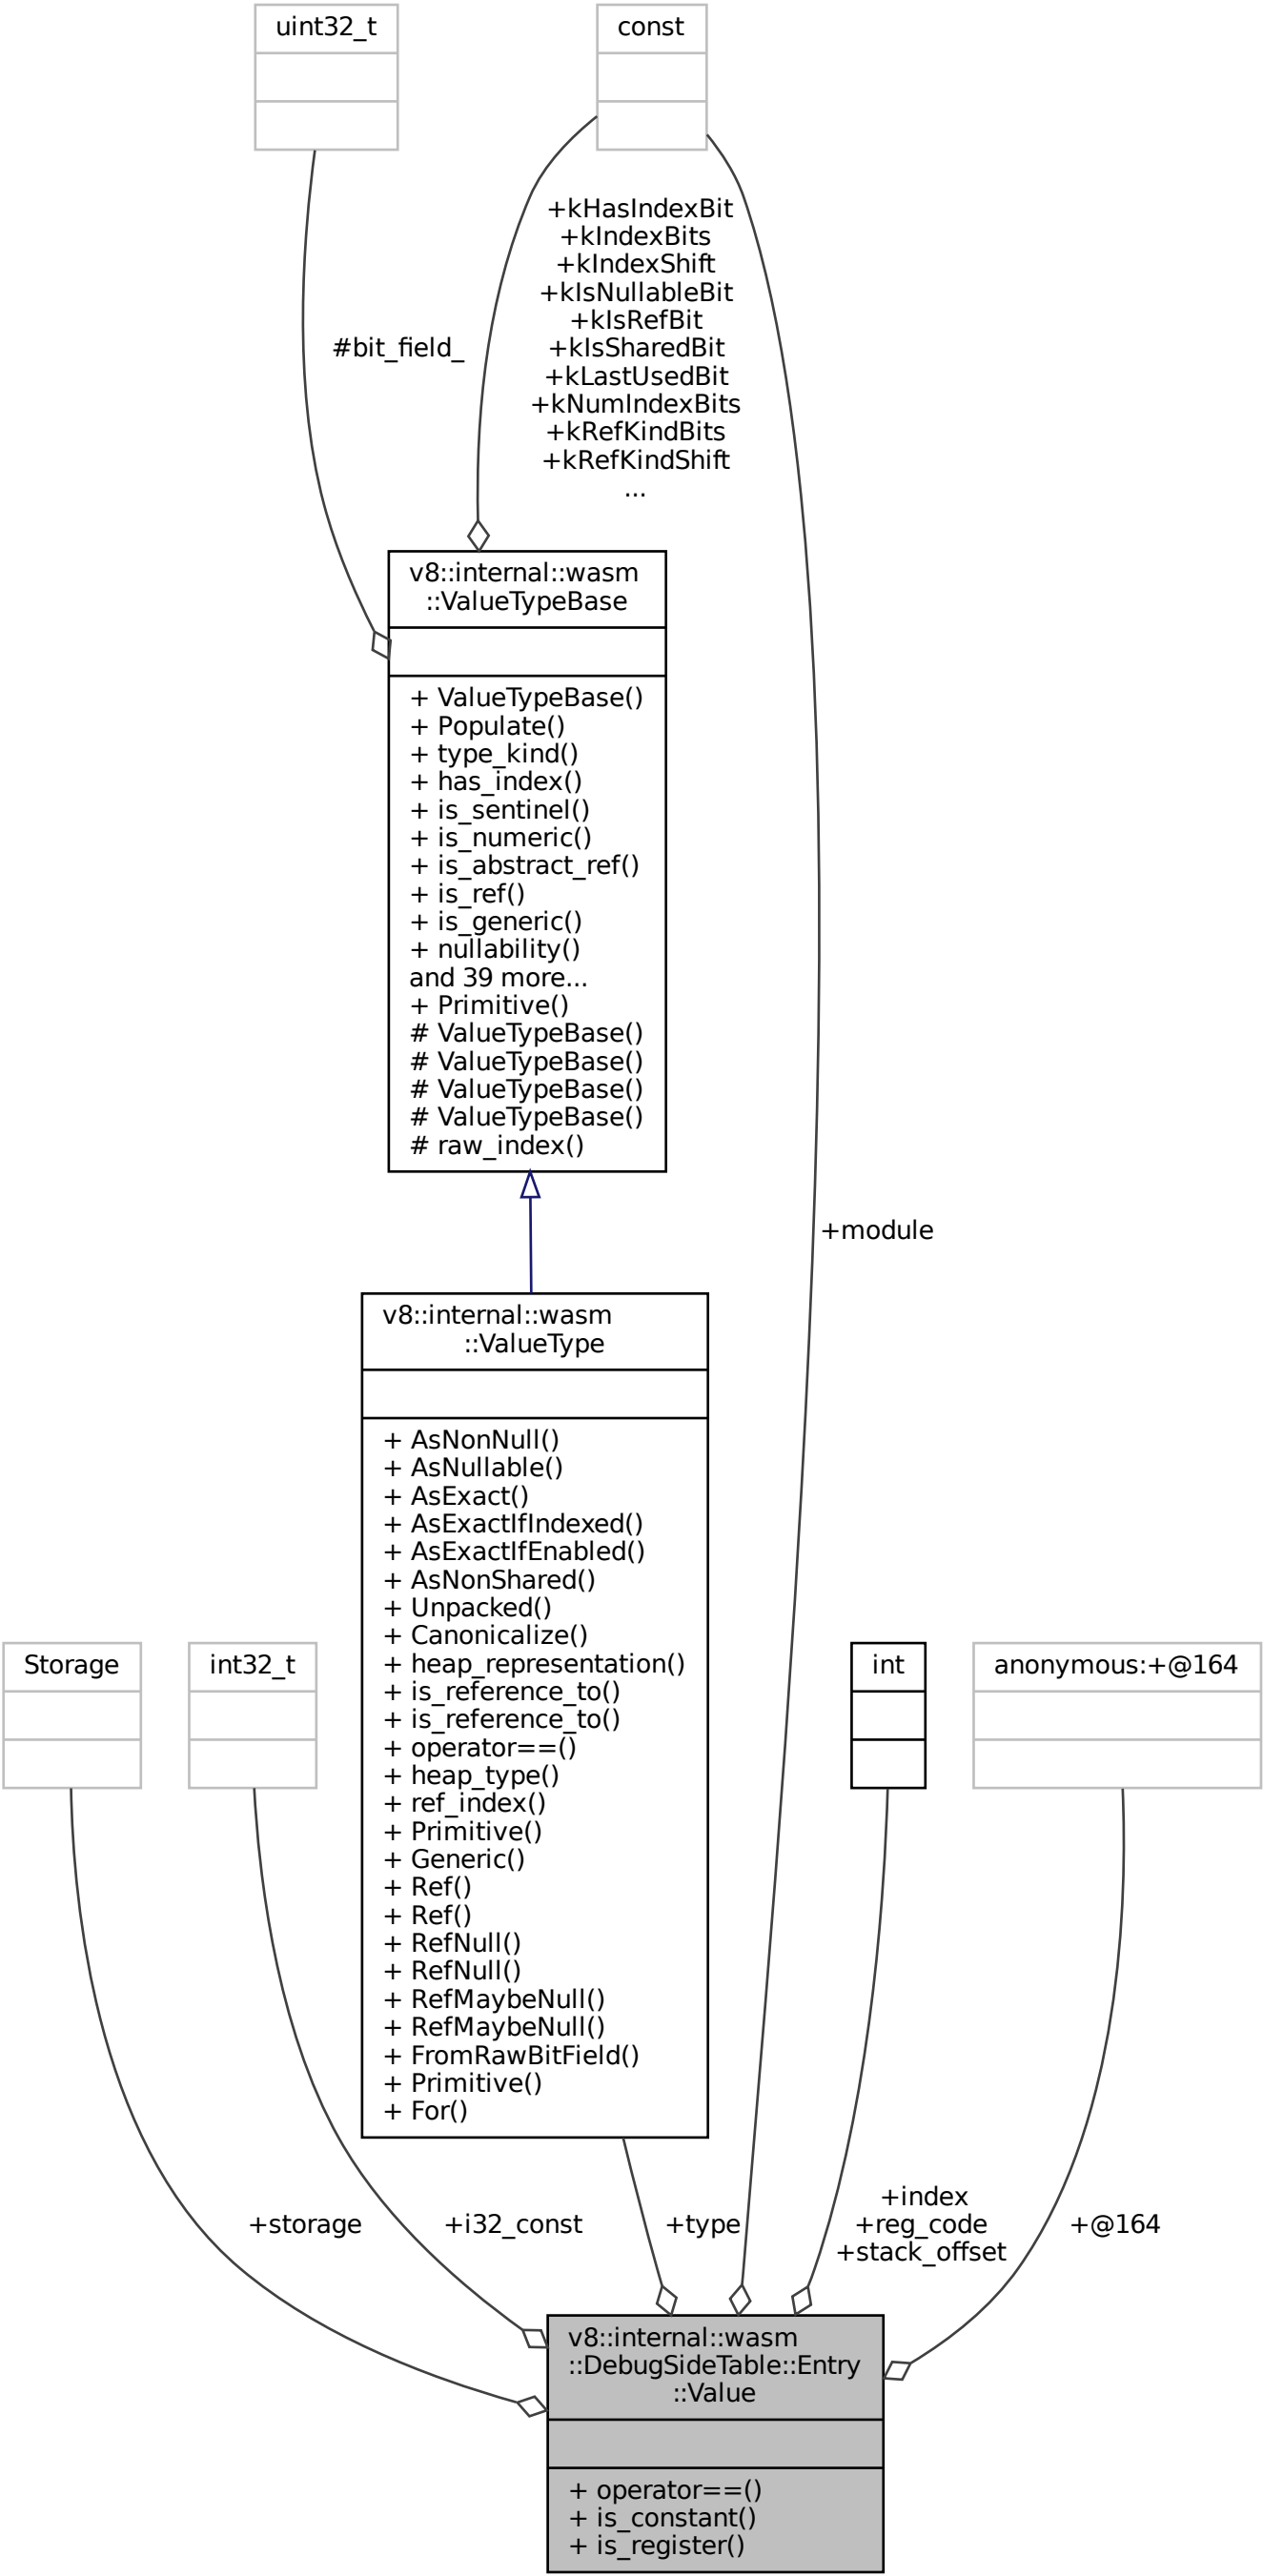 uint32_t
const
+kHasIndexBit
+kIndexBits
+kIndexShift
+kIsNullableBit
+kIsRefBit
+kIsSharedBit
+kLastUsedBit
+kNumIndexBits
+kRefKindBits
+kRefKindShift
...
#bit_field_
v8::internal::wasm
::ValueTypeBase
+ ValueTypeBase()
+ Populate()
+ type_kind()
+ has_index()
+ is_sentinel()
+ is_numeric()
+ is_abstract_ref()
+ is_ref()
+ is_generic()
+ nullability()
and 39 more...
+ Primitive()
# ValueTypeBase()
# ValueTypeBase()
# ValueTypeBase()
# ValueTypeBase()
# raw_index()
+module
v8::internal::wasm
::ValueType
+ AsNonNull()
+ AsNullable()
+ AsExact()
+ AsExactIfIndexed()
+ AsExactIfEnabled()
+ AsNonShared()
+ Unpacked()
+ Canonicalize()
+ heap_representation()
+ is_reference_to()
+ is_reference_to()
+ operator==()
+ heap_type()
+ ref_index()
+ Primitive()
+ Generic()
+ Ref()
+ Ref()
+ RefNull()
+ RefNull()
+ RefMaybeNull()
+ RefMaybeNull()
+ FromRawBitField()
+ Primitive()
+ For()
Storage
int32_t
int
anonymous:+@164
+storage
+i32_const
+type
+index
+reg_code
+stack_offset
+@164
v8::internal::wasm
::DebugSideTable::Entry
::Value
+ operator==()
+ is_constant()
+ is_register()